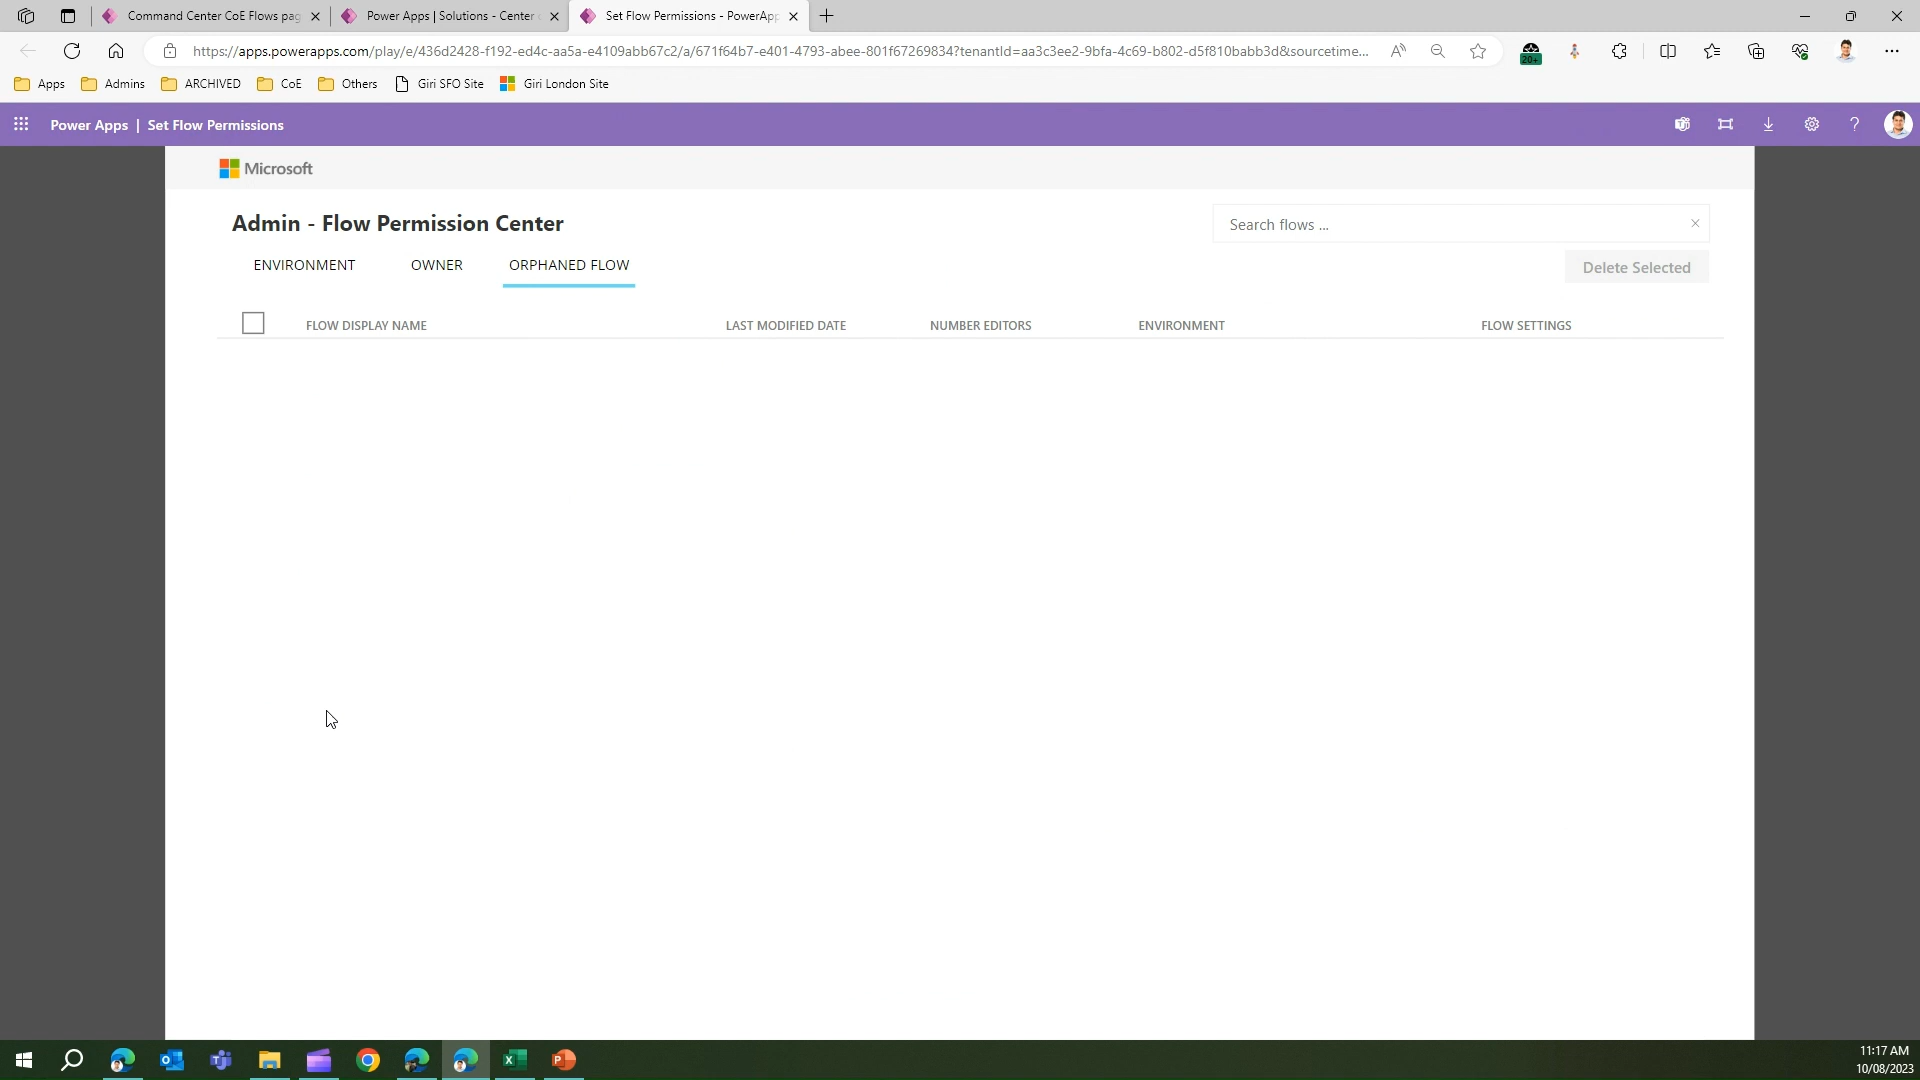 Command Center CoE Flows pag
Power Apps | Solutions - Center
Set Flow Permissions - PowerApp
https://apps.powerapps.com/play/e/436d2428-f192-ed4c-aa5a-e4109abb67c2/a/671f64b7-e401-4793-abee-801f67269834?tenantId=aa3c3ee2-9bfa-4c69-b802-d5f810babb3d&sourcetime...
20+
Apps
Admins
ARCHIVED
CoE
Others
Giri SFO Site
Giri London Site
Power Apps | Set Flow Permissions
Microsoft
Admin - Flow Permission Center
Search flows ...
ENVIRONMENT
OWNER
ORPHANED FLOW
Delete Selected
FLOW DISPLAY NAME
LAST MODIFIED DATE
NUMBER EDITORS
ENVIRONMENT
FLOW SETTINGS
11:17 AM
10/08/2023